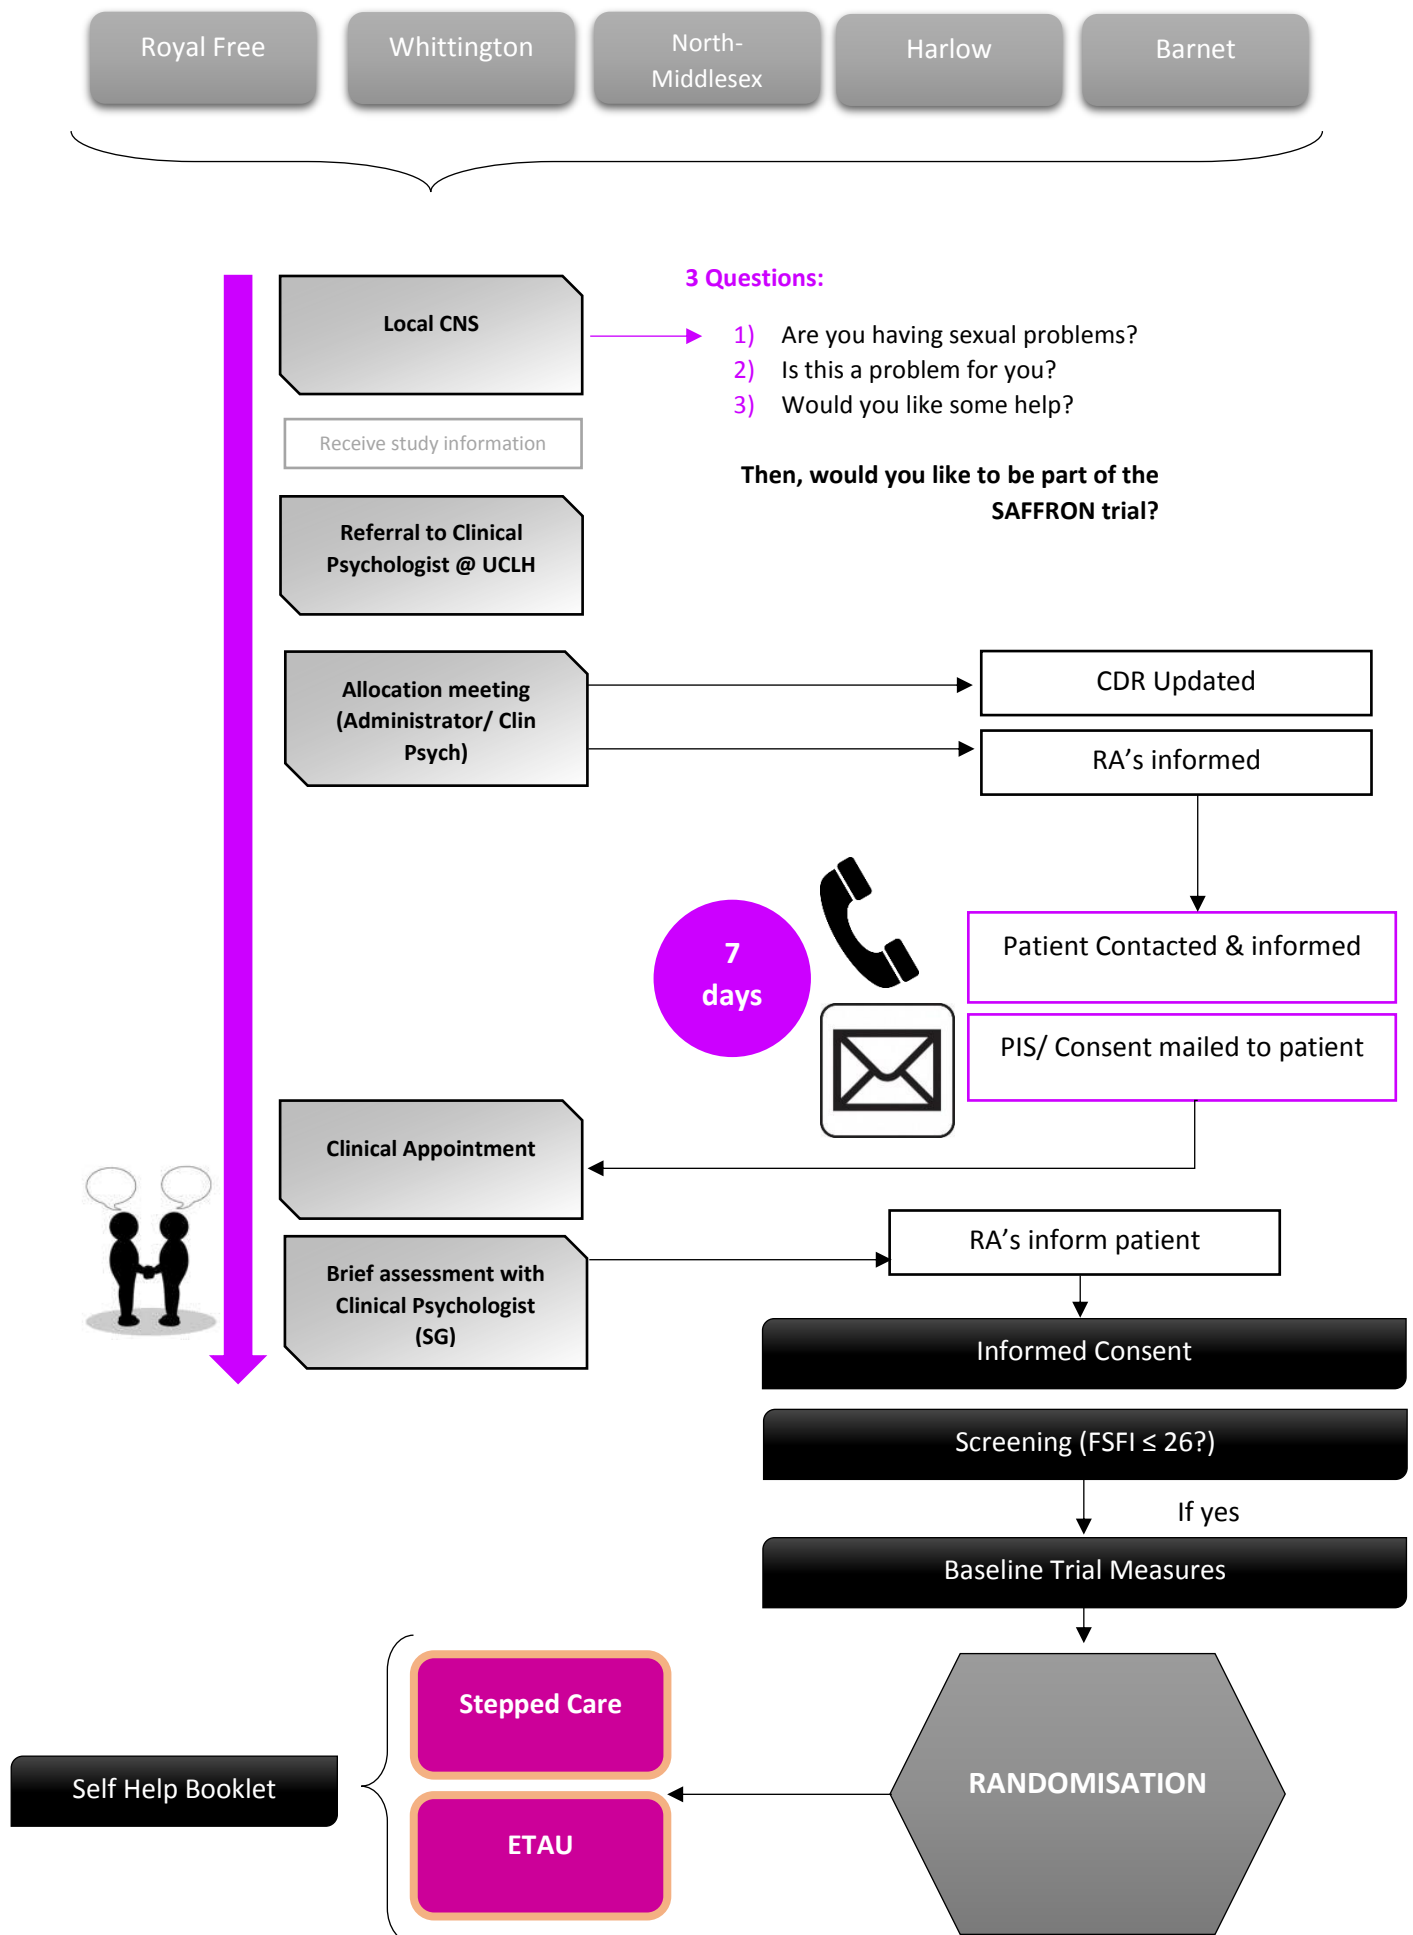 Royal Free
Whittington
North-
Middlesex
Harlow
Barnet
Local CNS
3 Questions:
1) Are you having sexual problems?
2) Is this a problem for you?
3) Would you like some help?
Receive study information
Then, would you like to be part of the
SAFFRON trial?
Referral to Clinical
Psychologist @ UCLH
Allocation meeting
(Administrator/ Clin
Psych)
CDR Updated
RA’s informed
7
days
Patient Contacted & informed
PIS/ Consent mailed to patient
Clinical Appointment
Brief assessment with
Clinical Psychologist
(SG)
RA’s inform patient
Informed Consent
Screening (FSFI ≤ 26?)
If yes
Baseline Trial Measures
RANDOMISATION
Stepped Care
ETAU
Self Help Booklet